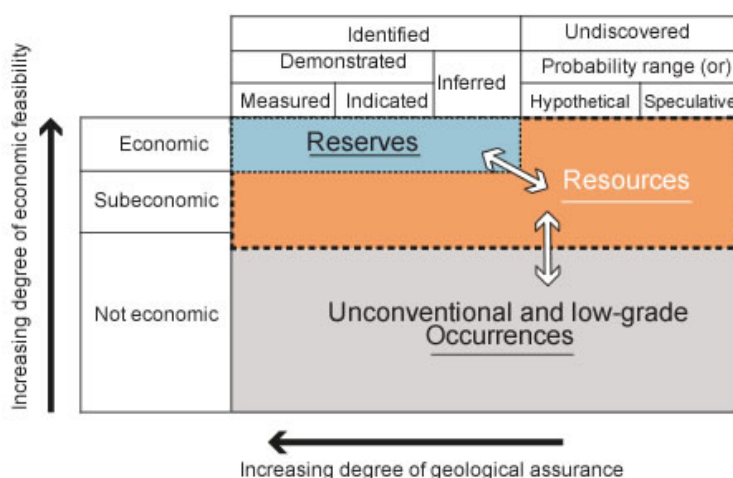 Identified
Undiscovered
Demonstrated
Inferred
Probability range (or)
Measured
Indicated
Hypothetical
Speculative
Increasing degree of economic feasibility
Economic
Reserves
Resources
Subeconomic
Not economic
Unconventional and low-grade
Occurrences
Increasing degree of geological assurance